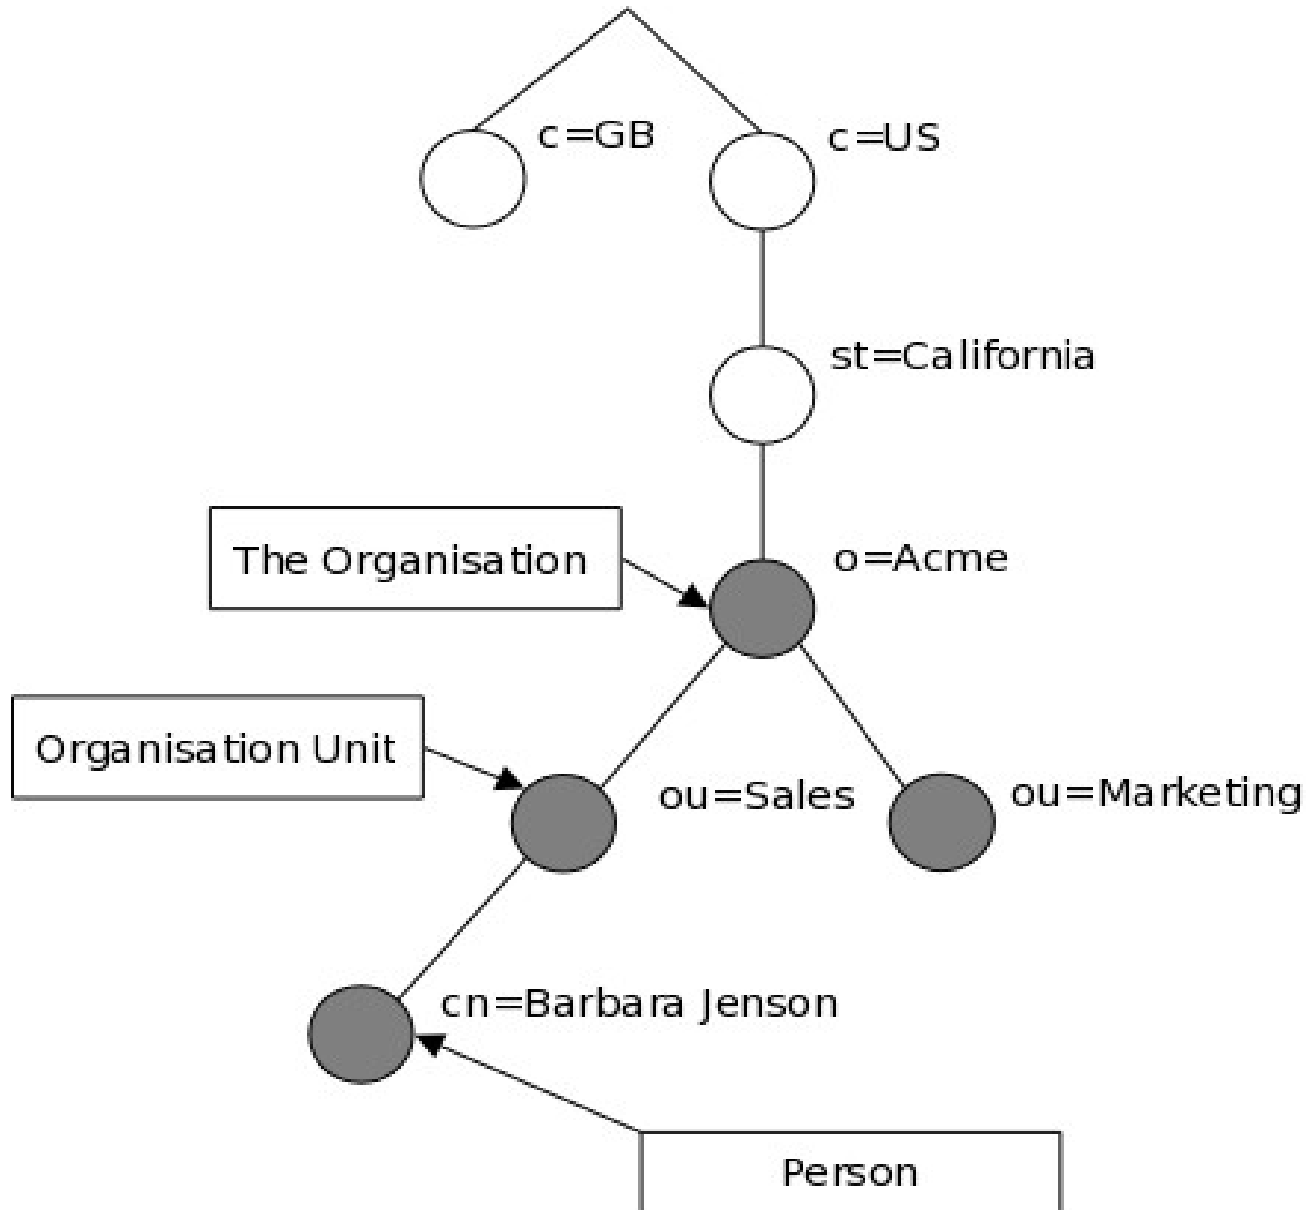 c=GB
c=US
st=California
The Organisation
o=Acme
Organisation Unit
ou=Sales
ou=Marketing
cn=Barbara Jenson
Person